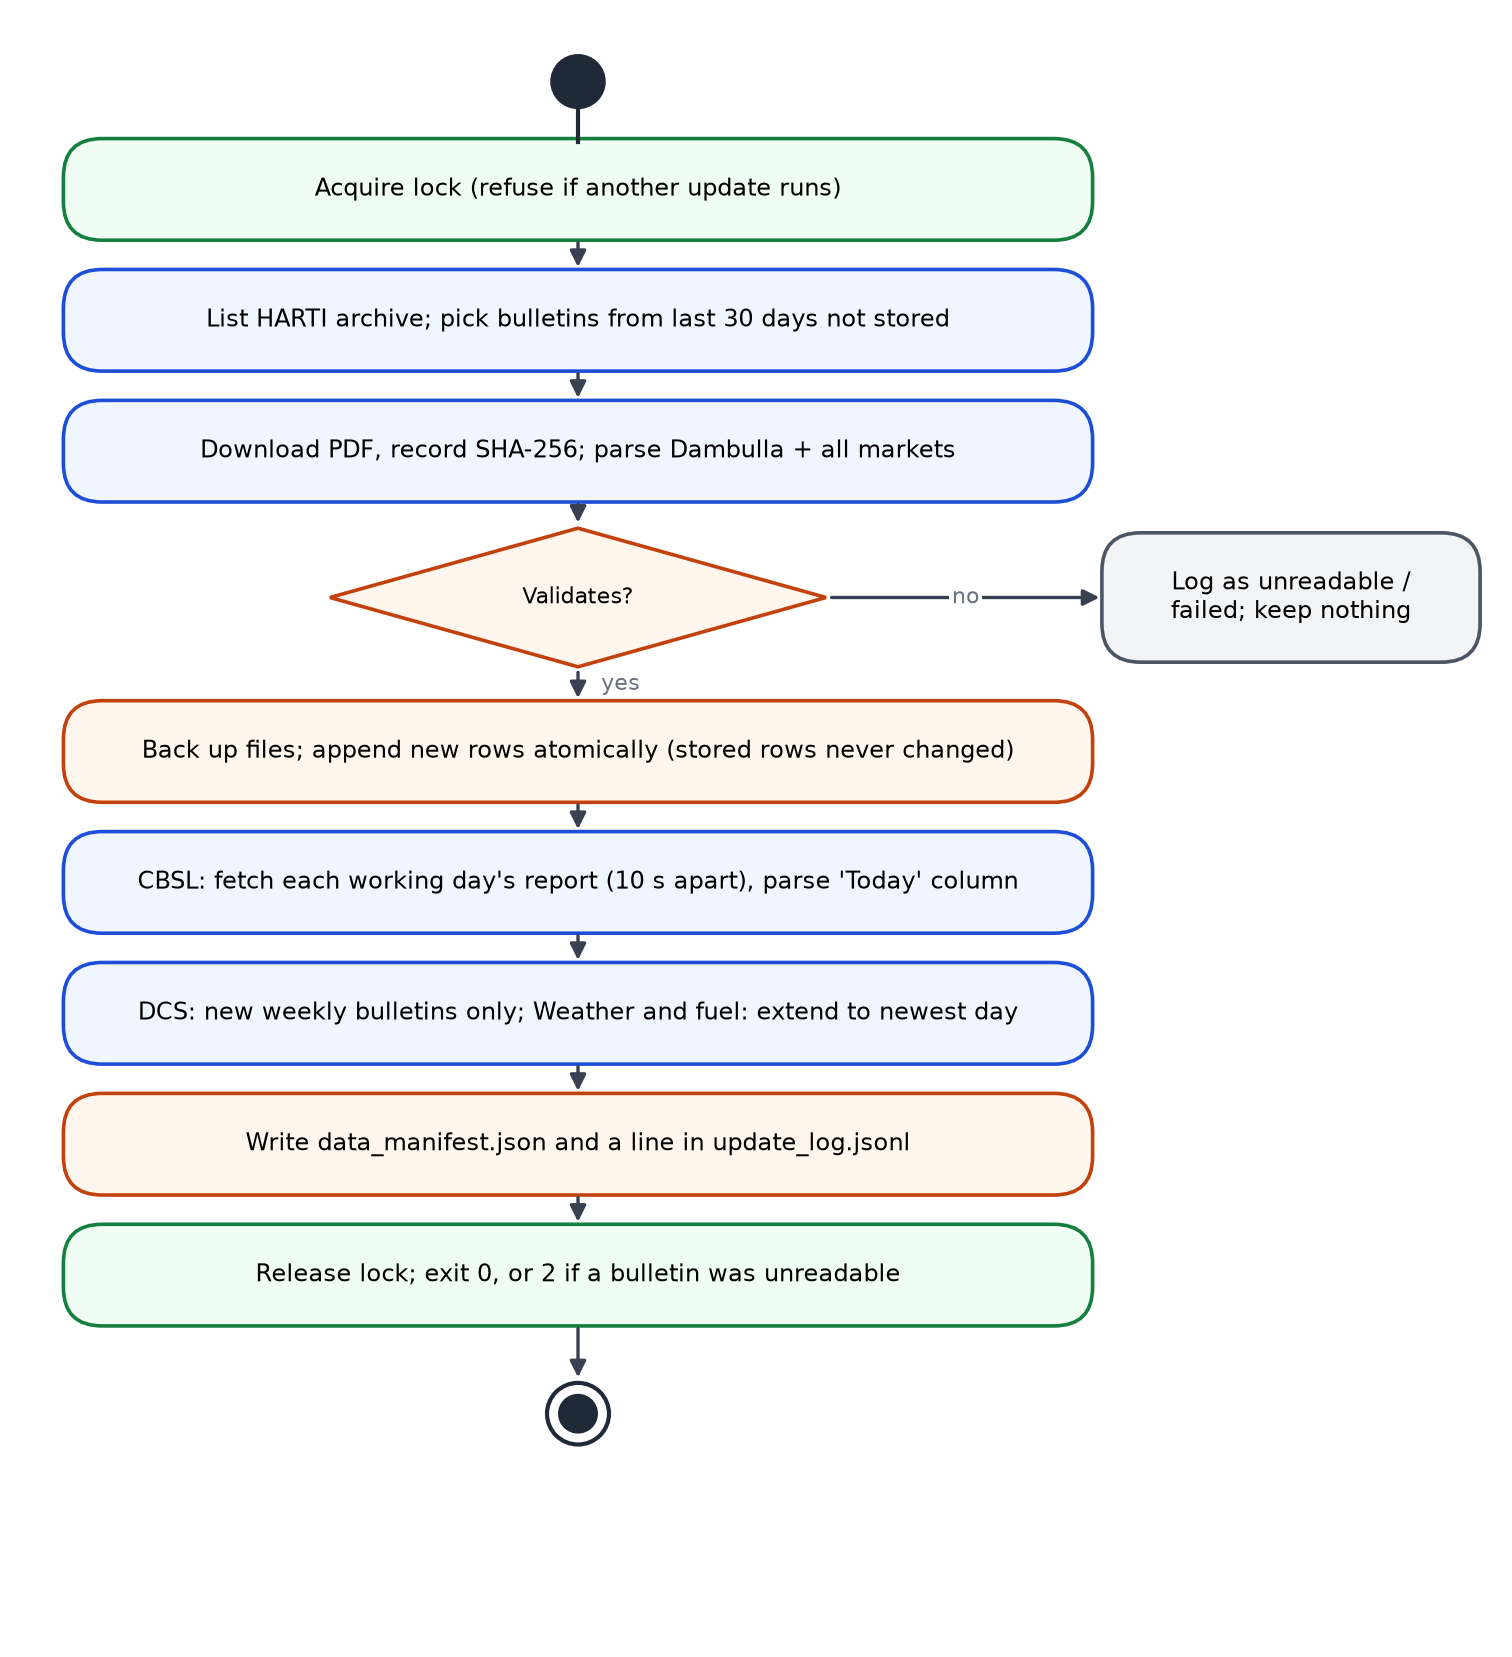 Acquire lock (refuse if another update runs)
List HARTI archive; pick bulletins from last 30 days not stored
Download PDF, record SHA-256; parse Dambulla + all markets
Validates?
no
Log as unreadable /
failed; keep nothing
yes
Back up files; append new rows atomically (stored rows never changed)
CBSL: fetch each working day's report (10 s apart), parse 'Today' column
DCS: new weekly bulletins only; Weather and fuel: extend to newest day
Write data_manifest.json and a line in update_log.jsonl
Release lock; exit 0, or 2 if a bulletin was unreadable